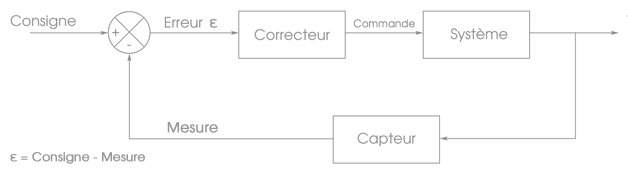 Consigne
Erreur ε
Correcteur
Commande
Système
+
-
Mesure
Capteur
ε = Consigne - Mesure